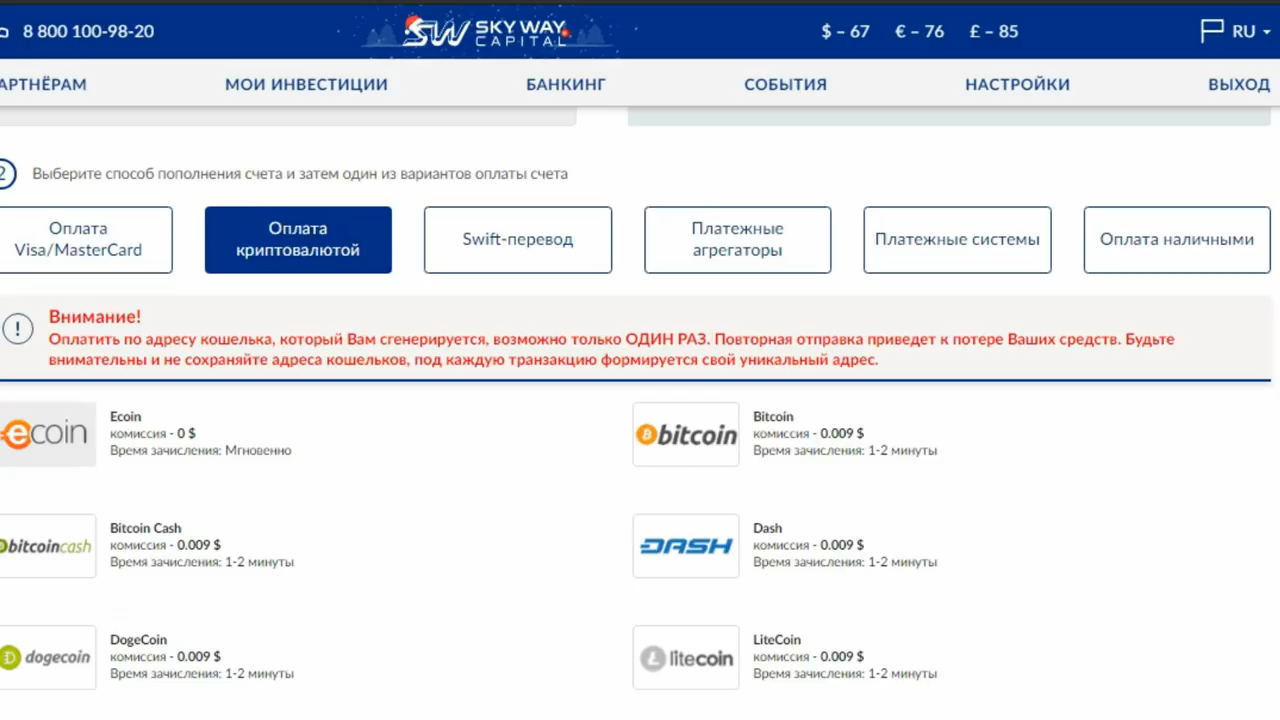 8 800 100-98-20
SKY WAY
CAPITAL
$ – 67 € – 76 £ – 85
RU
АРТНЁРАМ
МОИ ИНВЕСТИЦИИ
БАНКИНГ
СОБЫТИЯ
НАСТРОЙКИ
ВЫХОД
2
Выберите способ пополнения счета и затем один из вариантов оплаты счета
Оплата
Visa/MasterCard
Оплата
криптовалютой
Swift-перевод
Платежные
агрегаторы
Платежные системы
Оплата наличными
!
Внимание!
Оплатить по адресу кошелька, который Вам сгенерируется, возможно только ОДИН РАЗ. Повторная отправка приведет к потере Ваших средств. Будьте
внимательны и не сохраняйте адреса кошельков, под каждую транзакцию формируется свой уникальный адрес.
ecoin
Ecoin
комиссия - 0 $
Время зачисления: Мгновенно
bitcoin
Bitcoin
комиссия - 0.009 $
Время зачисления: 1-2 минуты
bitcoincash
Bitcoin Cash
комиссия - 0.009 $
Время зачисления: 1-2 минуты
DASH
Dash
комиссия - 0.009 $
Время зачисления: 1-2 минуты
dogecoin
DogeCoin
комиссия - 0.009 $
Время зачисления: 1-2 минуты
litecoin
LiteCoin
комиссия - 0.009 $
Время зачисления: 1-2 минуты